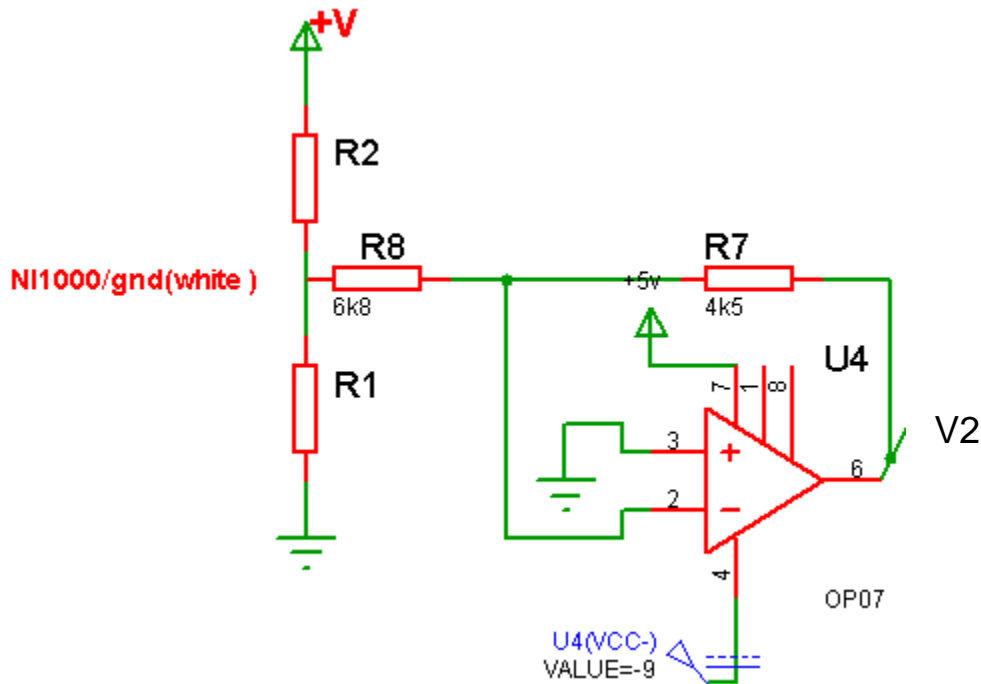 +V
R2
R8
R7
NI1000/gnd(white )
+5v
6k8
4k5
R1
U4
7
1
8
V2
3
+
6
2
−
4
OP07
U4(VCC-)
VALUE=-9